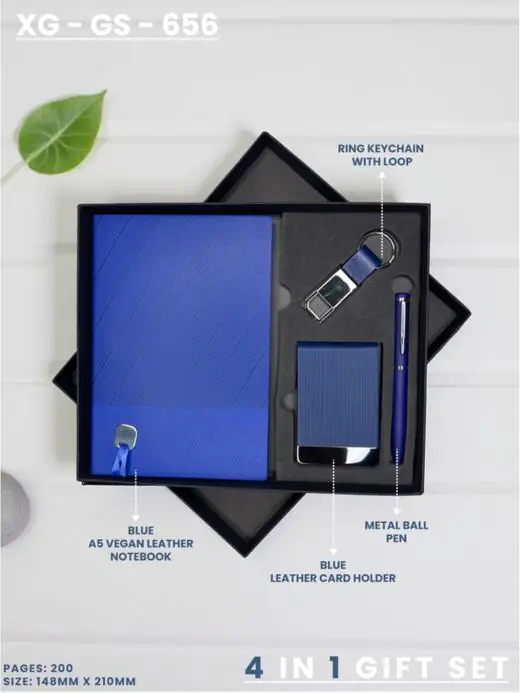 XG - GS - 656
RING KEYCHAIN
WITH LOOP
METAL BALL
PEN
BLUE
A5 VEGAN LEATHER
NOTEBOOK
BLUE
LEATHER CARD HOLDER
PAGES: 200
SIZE: 148MM X 210MM
4 IN 1 GIFT SET